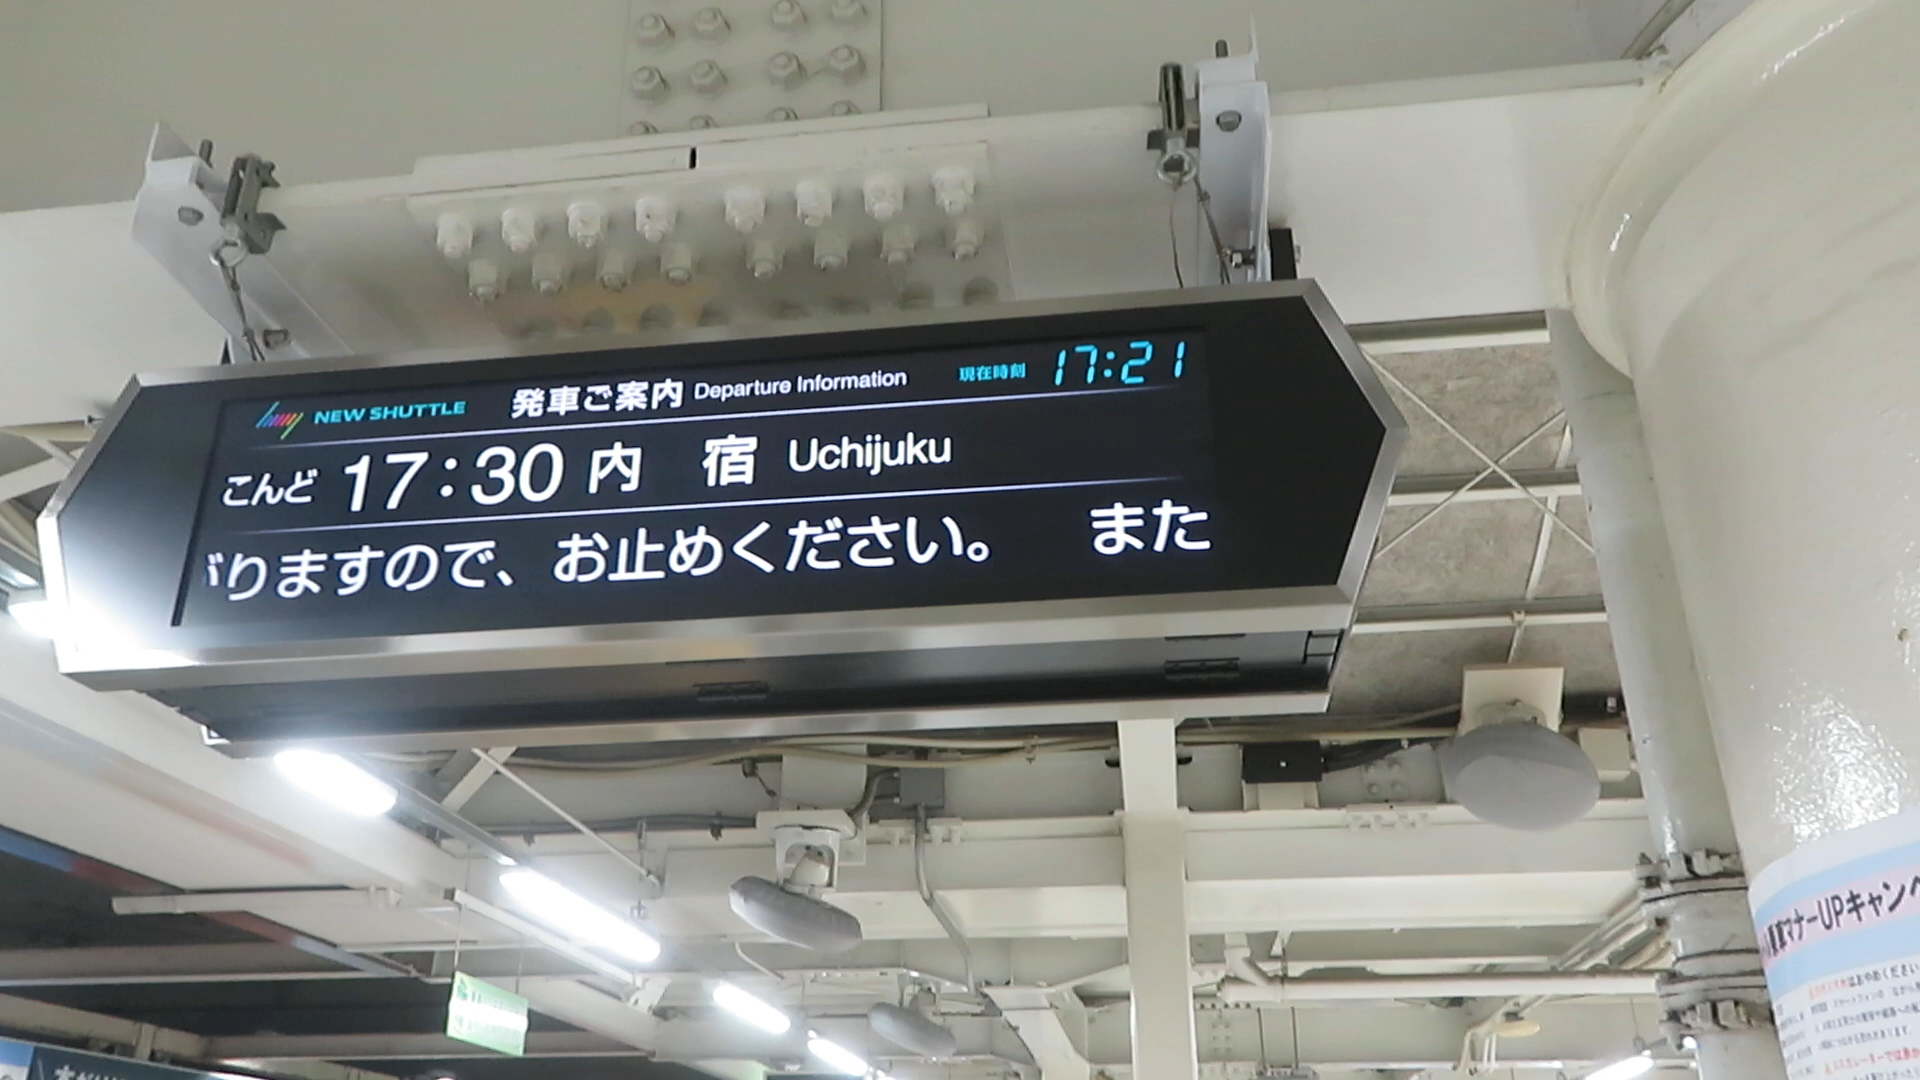 NEW SHUTTLE 発車ご案内 Departure Information 現在時刻 17:21
こんど 17:30 内 宿 Uchijuku
りますので、お止めください。 また
マナーUPキャン